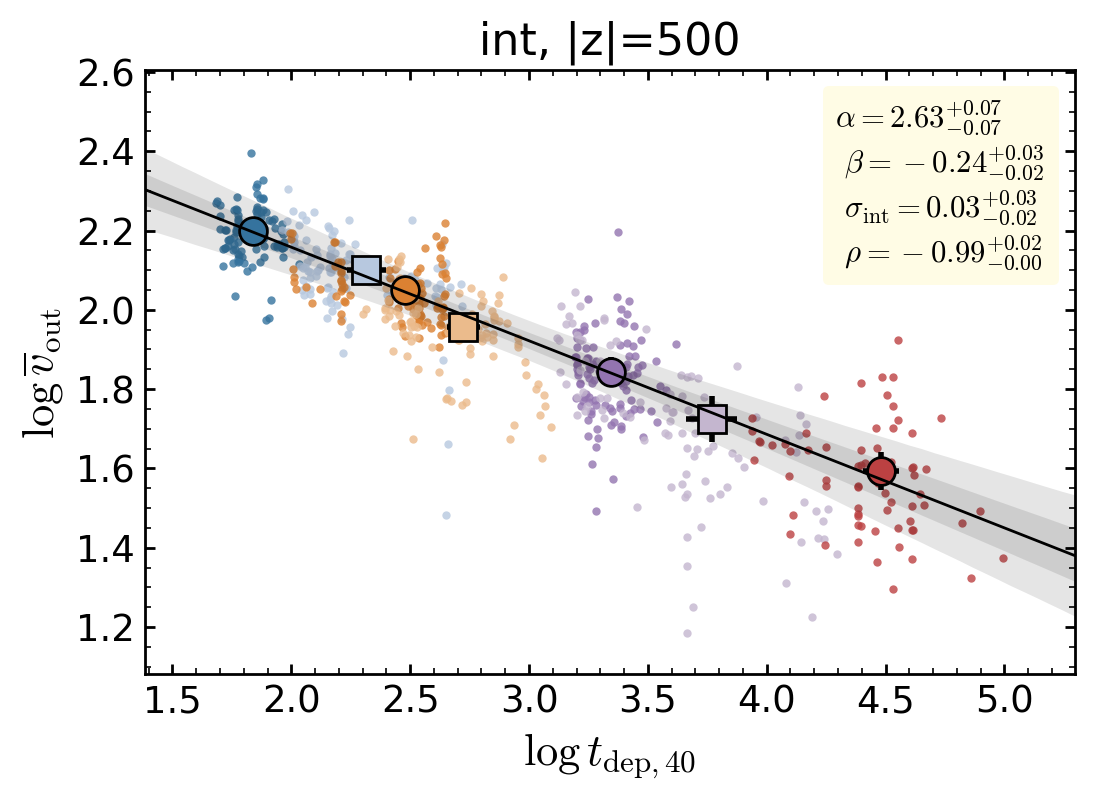 int, |z|=500
2.6
2.4
2.2
2.0
1.8
1.6
1.4
1.2
log v̅_out
α = 2.63^{+0.07}_{−0.07}
β = −0.24^{+0.03}_{−0.02}
σ_int = 0.03^{+0.03}_{−0.02}
ρ = −0.99^{+0.02}_{−0.00}
1.5 2.0 2.5 3.0 3.5 4.0 4.5 5.0
log t_{dep, 40}